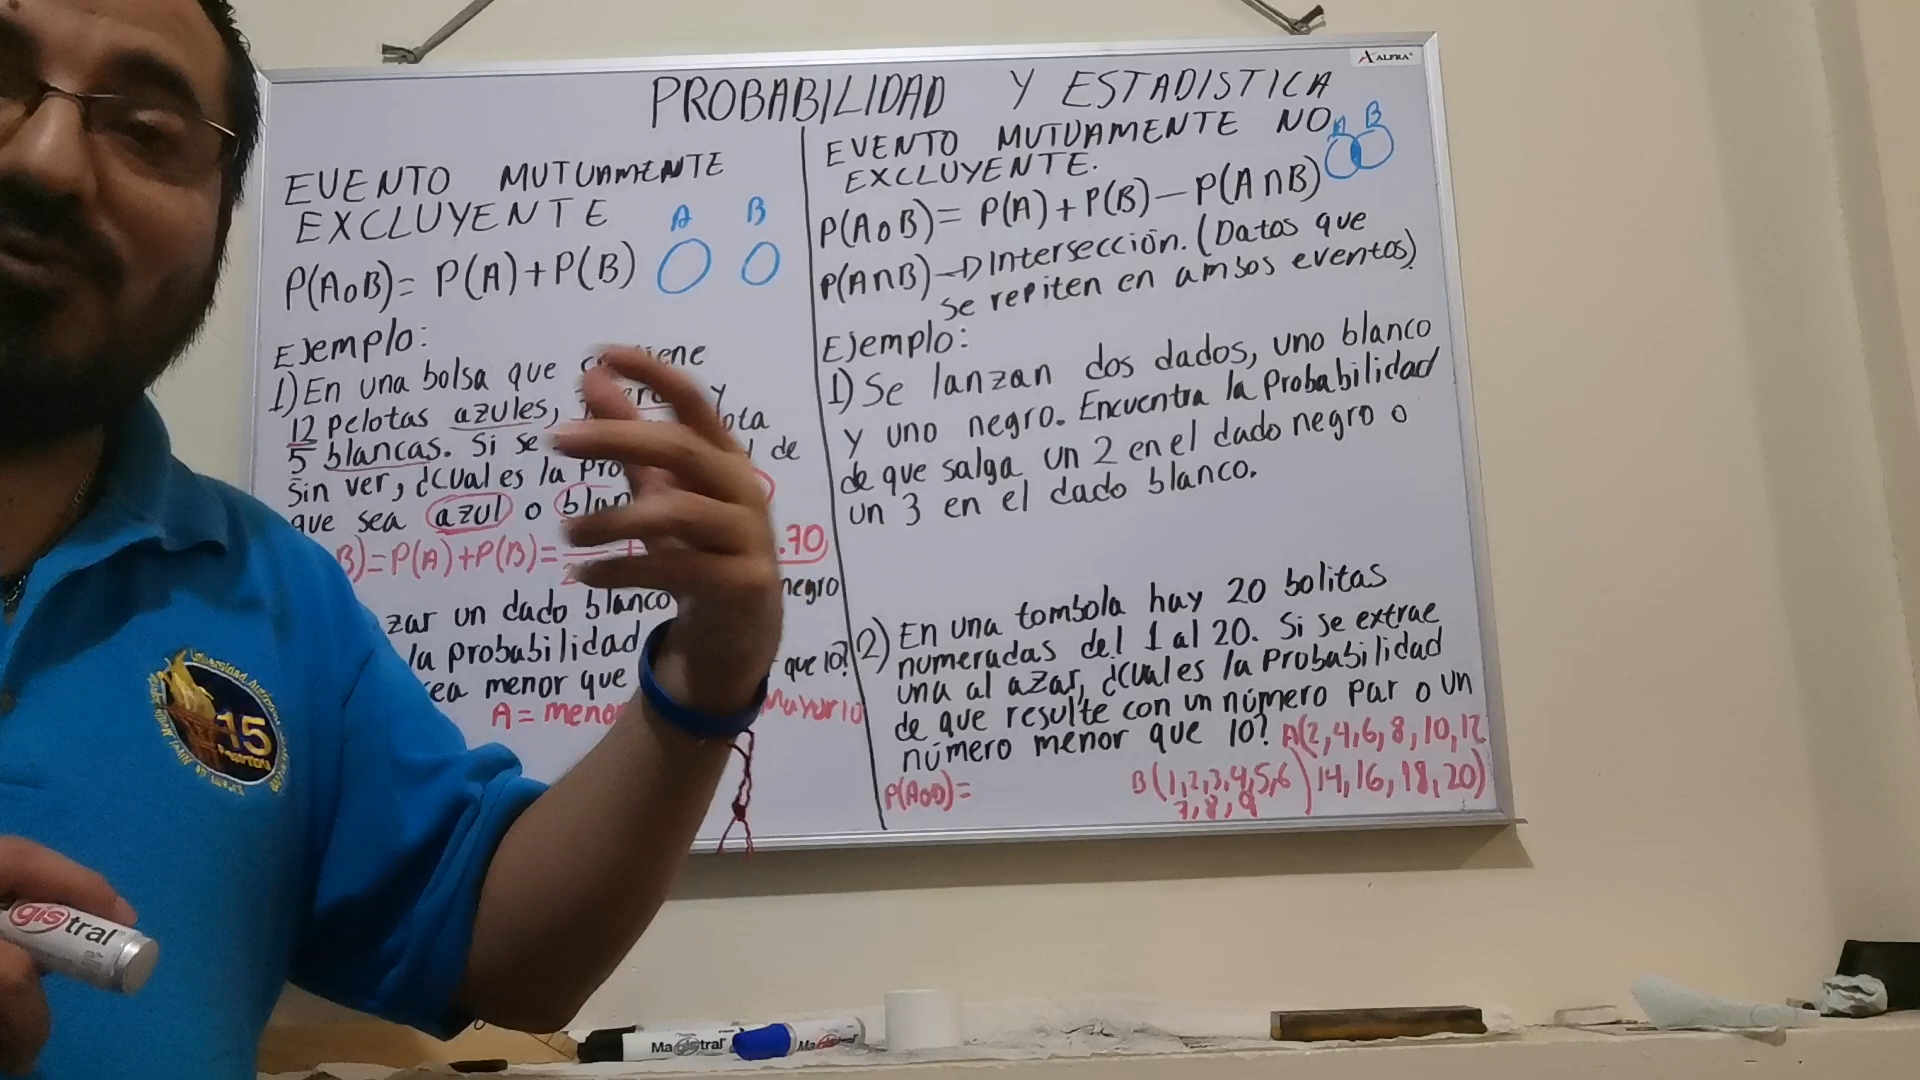 PROBABILIDAD Y ESTADISTICA
EVENTO MUTUAMENTE
EXCLUYENTE
A B
P(AoB)= P(A)+P(B)
Ejemplo:
1) En una bolsa que
12 pelotas azules, y
5 blancas. Si se
sin ver, ¿cual es la de
que sea azul o
B)=P(A)+P(B)= .70
zar un dado blanco negro
la probabilidad
menor que que 10?
A= Mayor 10
EVENTO MUTUAMENTE NO
EXCLUYENTE.
A B
P(AoB)= P(A)+P(B)-P(A∩B)
P(A∩B)→ Intersección. (Datos que
se repiten en ambos eventos)
Ejemplo:
1) Se lanzan dos dados, uno blanco
y uno negro. Encuentra la Probabilidad
de que salga un 2 en el dado negro o
un 3 en el dado blanco.
2) En una tombola hay 20 bolitas
numeradas del 1 al 20. Si se extrae
una al azar, ¿cual es la Probabilidad
de que resulte con un número par o un
número menor que 10? A(2,4,6,8,10,12
14,16,18,20)
P(AoB)= B(1,2,3,4,5,6
7,8,9)
ALFRA
15
gistral
Magistral